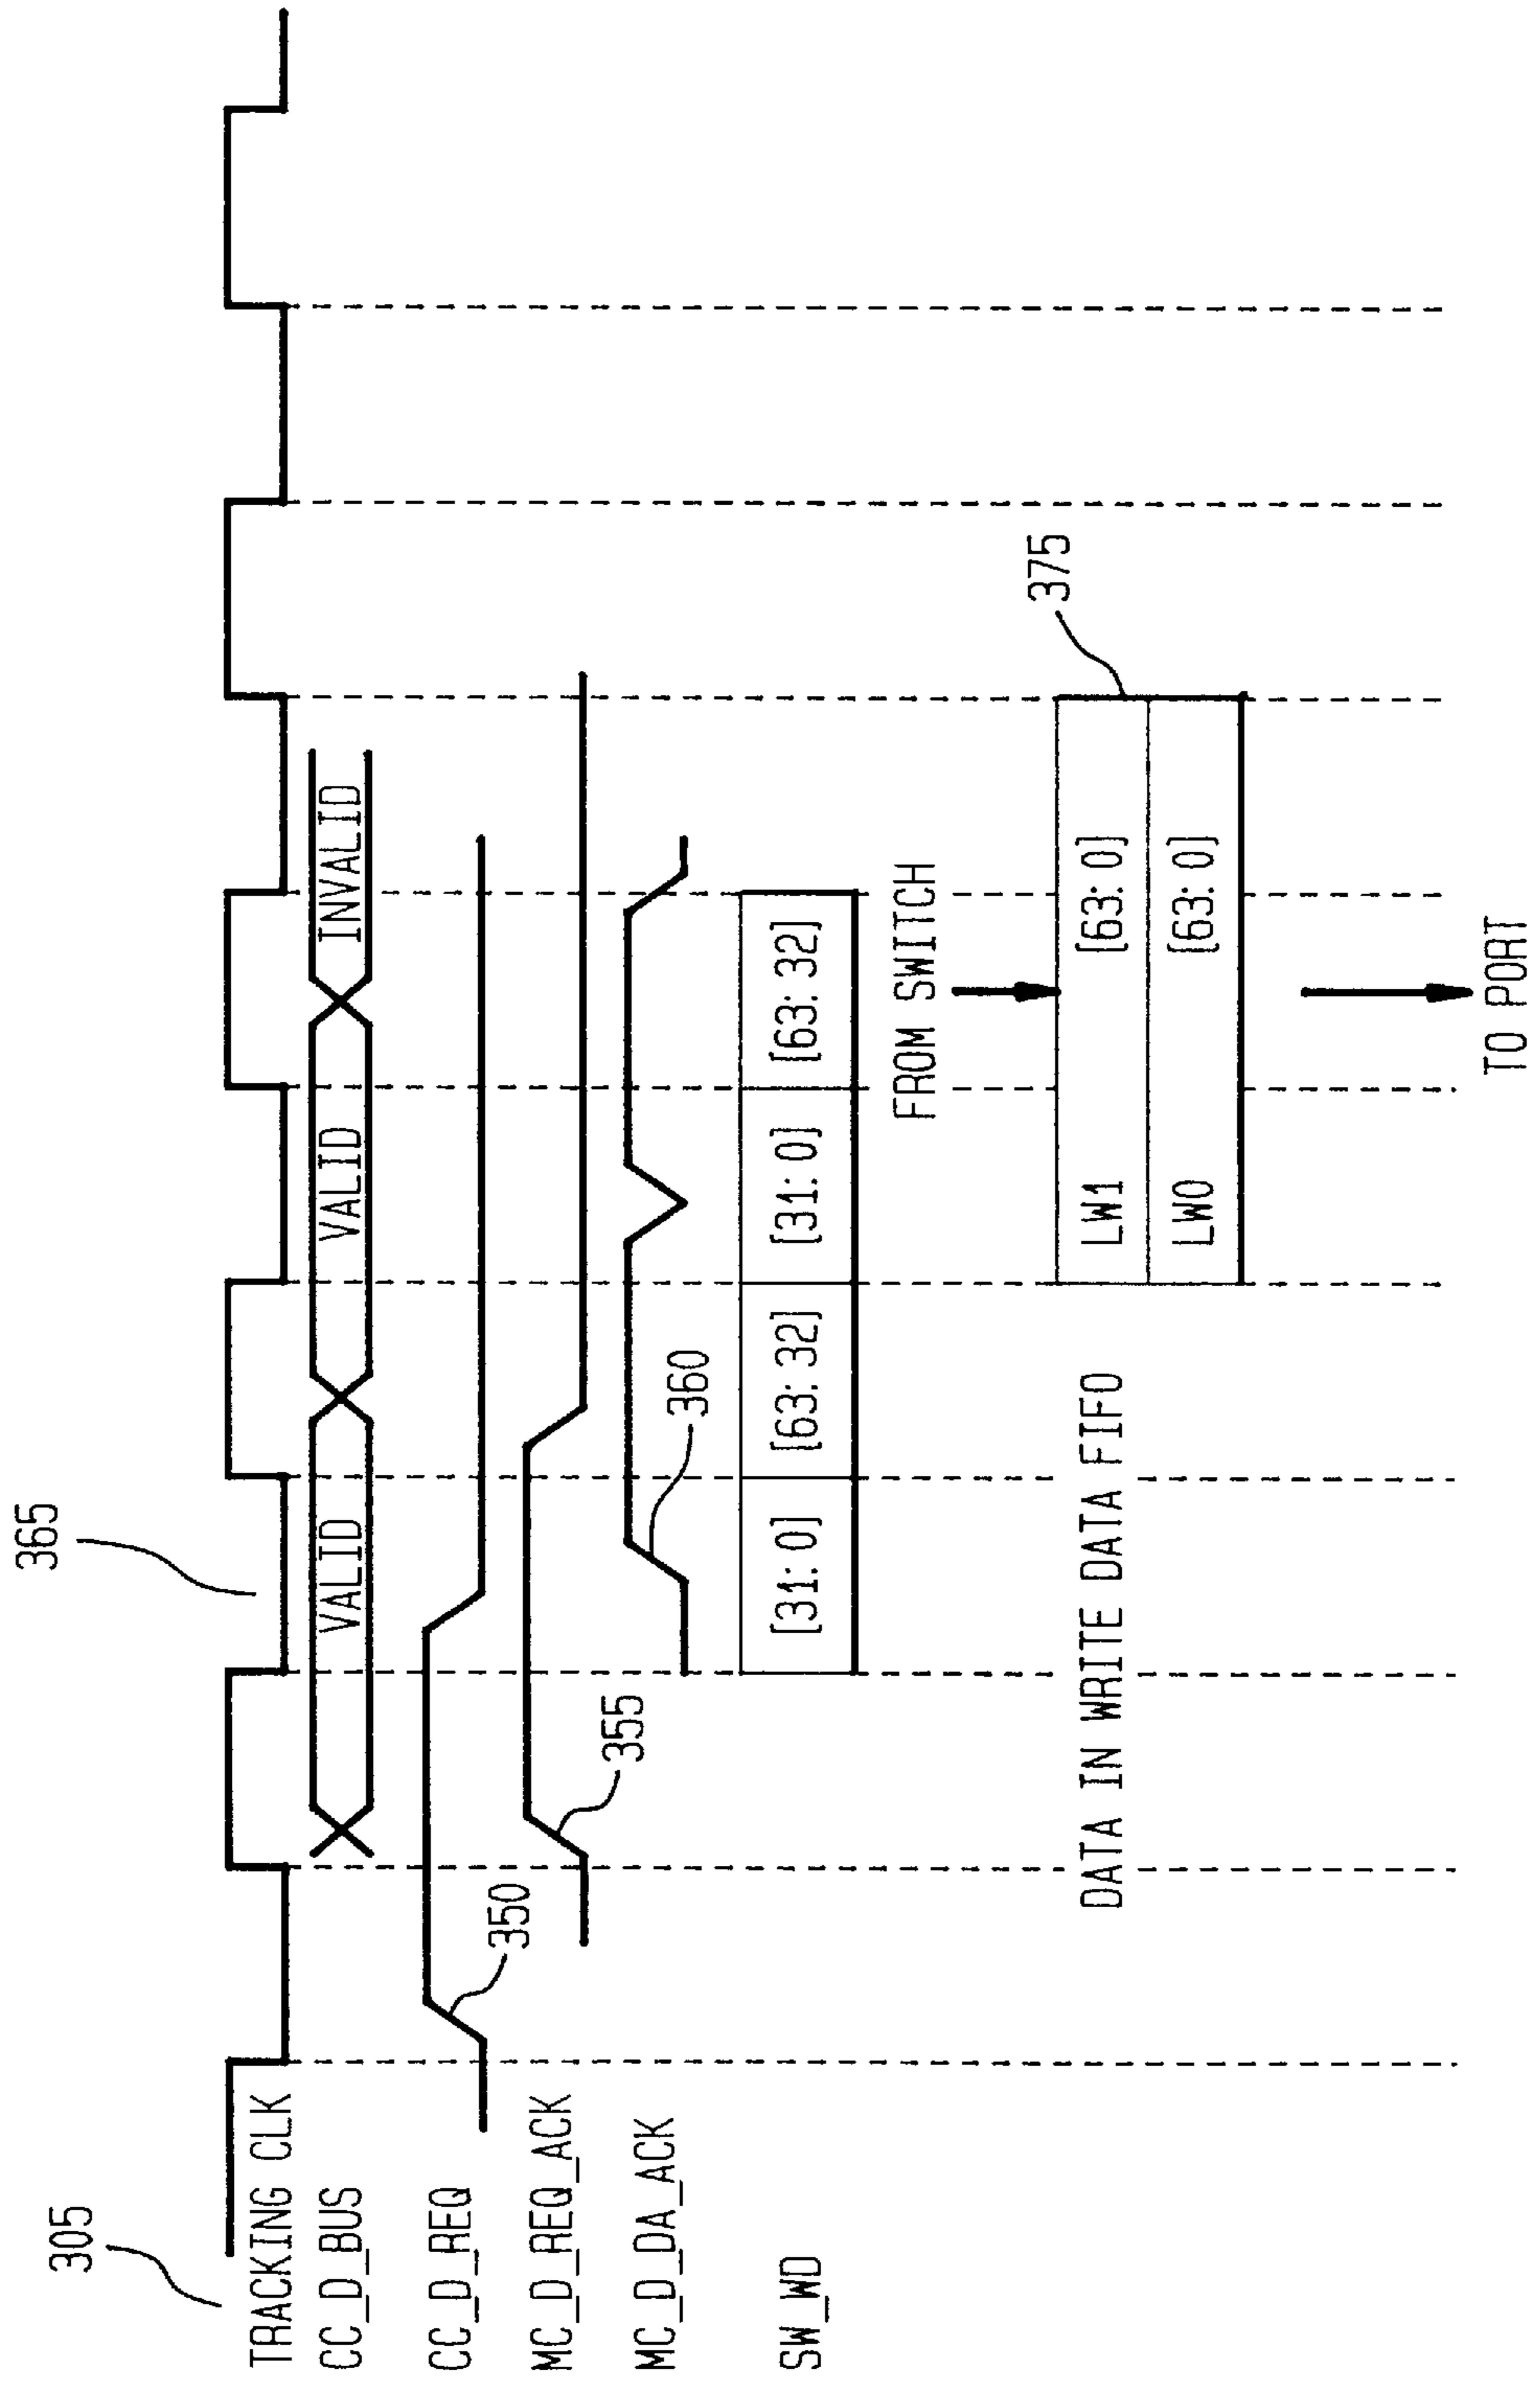 305
365
TRACKING CLK
CC_D_BUS
VALID
VALID
INVALID
CC_D_REQ
350
MC_D_REQ_ACK
355
MC_D_DA_ACK
360
SW_WD
[31: 0]
[63: 32]
[31: 0]
[63: 32]
FROM SWITCH
375
DATA IN WRITE DATA FIFO
LW1 [63: 0]
LW0 [63: 0]
TO PORT